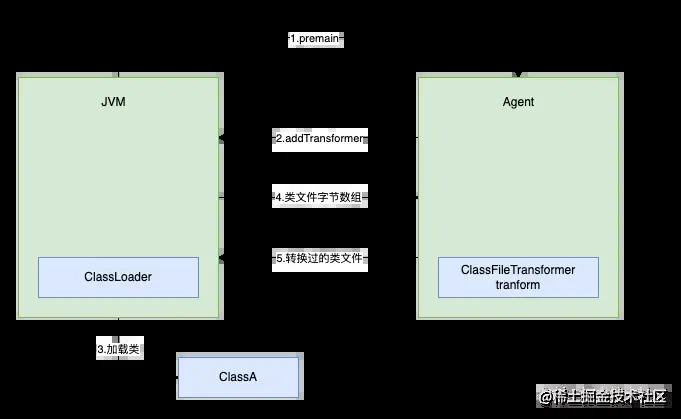 1.premain
JVM
Agent
2.addTransformer
4.类文件字节数组
5.转换过的类文件
ClassLoader
ClassFileTransformer
tranform
3.加载类
ClassA
@稀土掘金技术社区